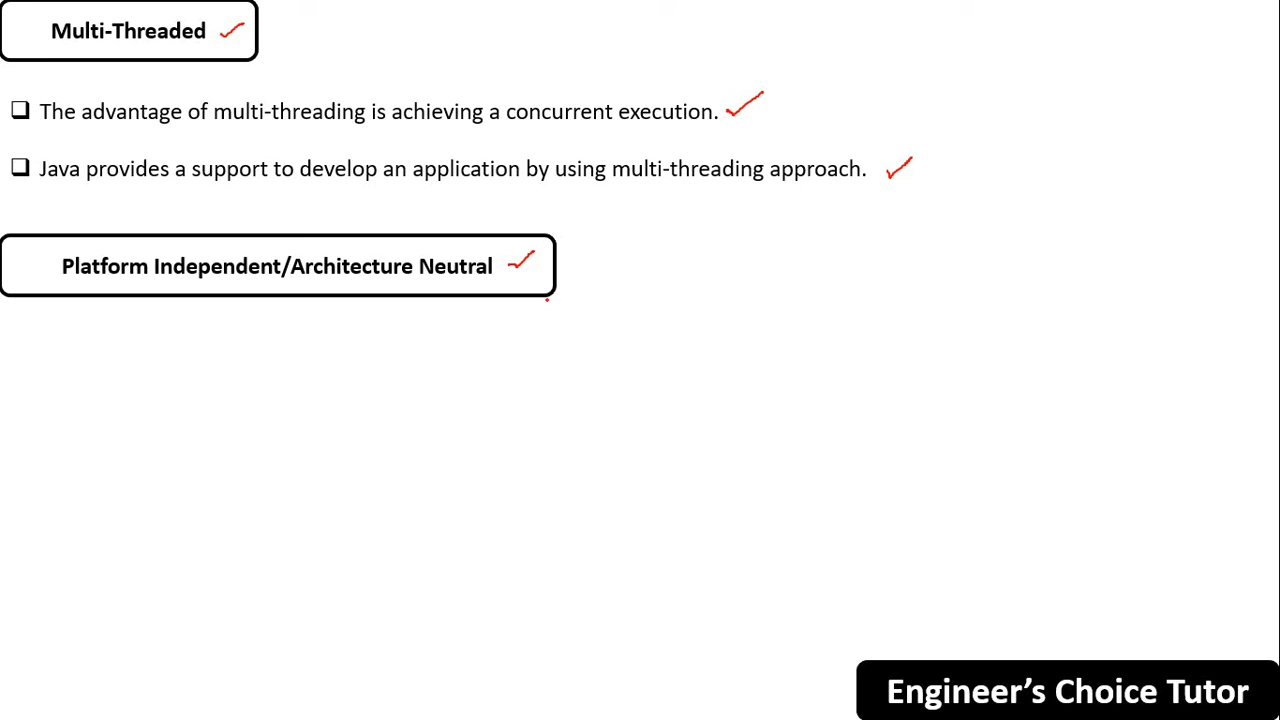 Multi-Threaded
The advantage of multi-threading is achieving a concurrent execution.
Java provides a support to develop an application by using multi-threading approach.
Platform Independent/Architecture Neutral
Engineer’s Choice Tutor